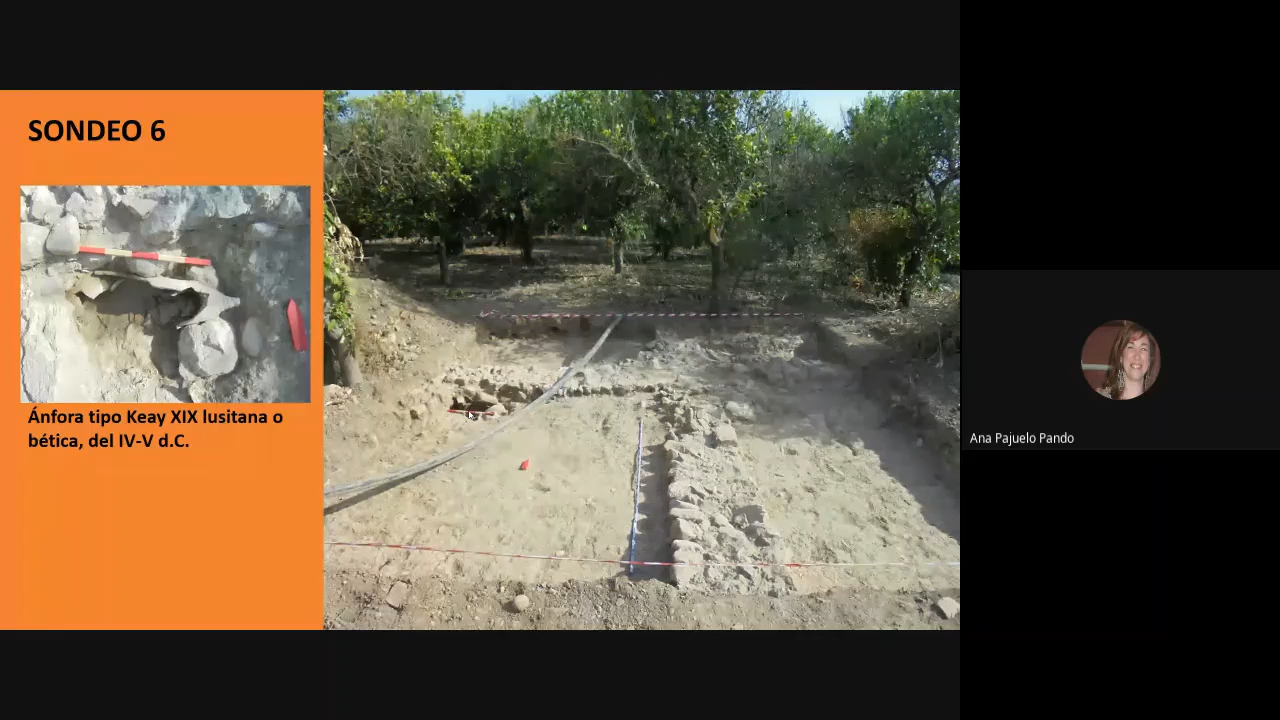 SONDEO 6
Ánfora tipo Keay XIX lusitana o
bética, del IV-V d.C.
Ana Pajuelo Pando